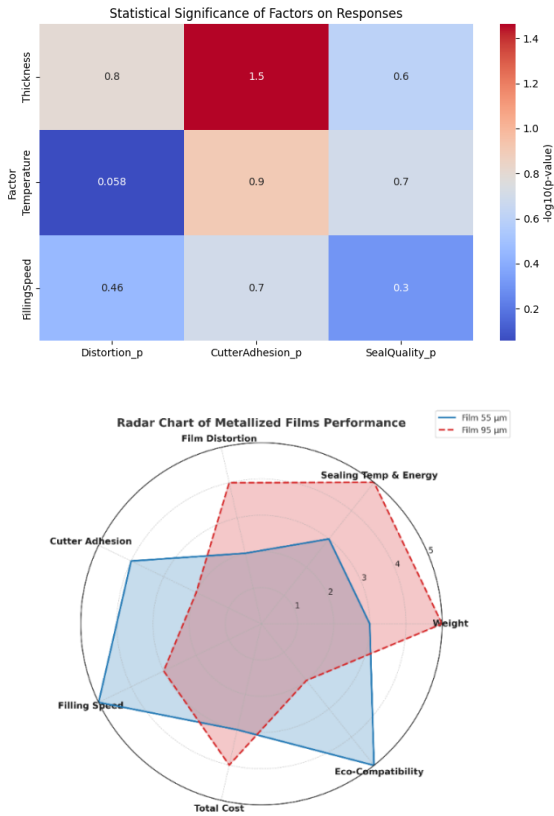 Statistical Significance of Factors on Responses
Thickness
Temperature
FillingSpeed
Factor
0.8
1.5
0.6
0.058
0.9
0.7
0.46
0.7
0.3
Distortion_p
CutterAdhesion_p
SealQuality_p
1.4
1.2
1.0
0.8
0.6
0.4
0.2
-log10(p-value)
Radar Chart of Metallized Films Performance
Film 55 μm
Film 95 μm
Film Distortion
Sealing Temp & Energy
Cutter Adhesion
5
4
3
2
1
Weight
Filling Speed
Eco-Compatibility
Total Cost